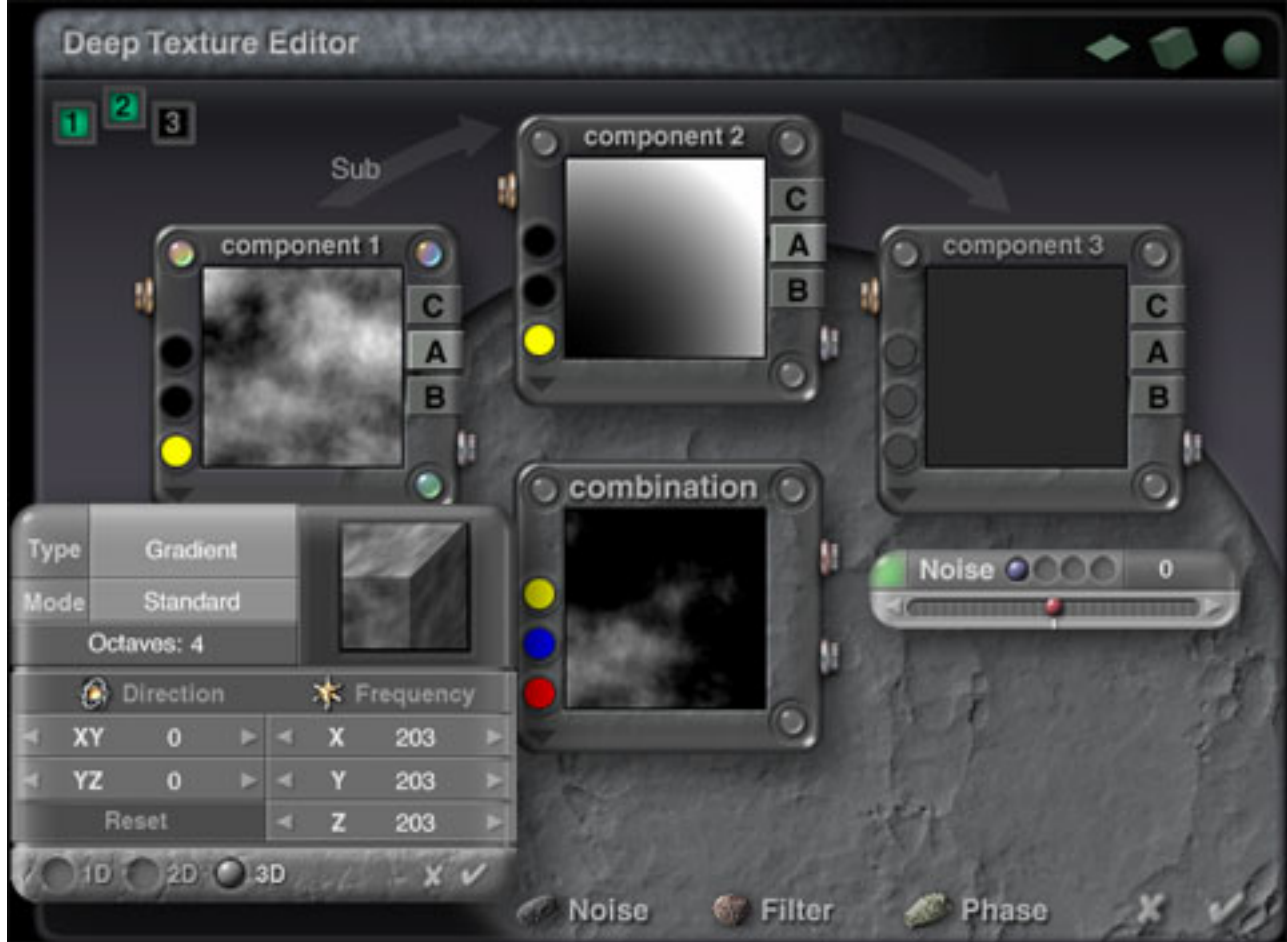 Deep Texture Editor
1 2 3
Sub
component 2
C
A
B
component 1
C
A
B
component 3
C
A
B
combination
Type Gradient
Mode Standard
Octaves: 4
Direction Frequency
XY 0 X 203
YZ 0 Y 203
Reset Z 203
1D 2D 3D
Noise 0
Noise Filter Phase